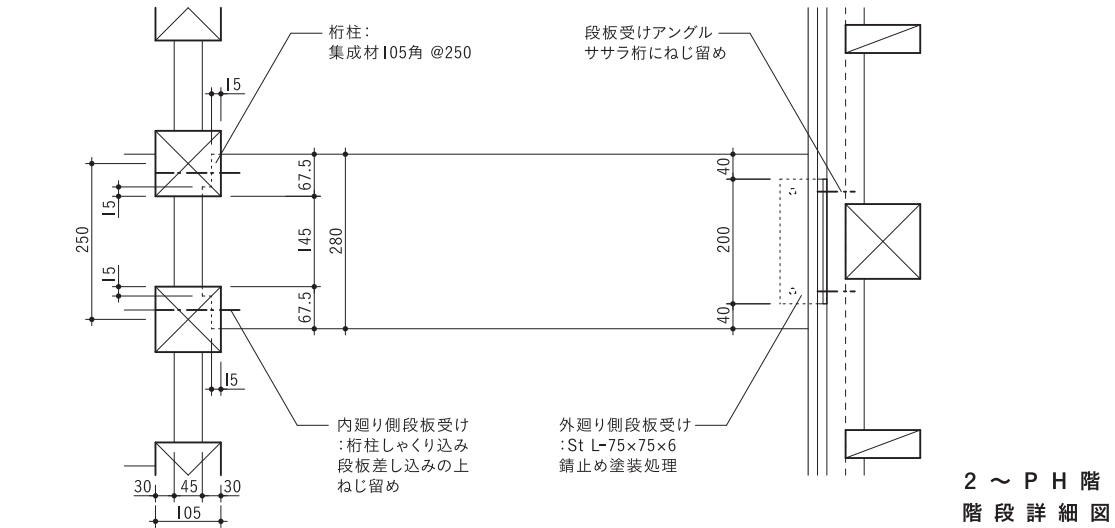 桁柱：
集成材105角 @250
段板受けアングル
ササラ桁にねじ留め
15
15
250
15
15
67.5
145
67.5
280
40
200
40
内廻り側段板受け
：桁柱しゃくり込み
段板差し込みの上
ねじ留め
外廻り側段板受け
：St L-75×75×6
錆止め塗装処理
30 45 30
105
2～PH階
階段詳細図